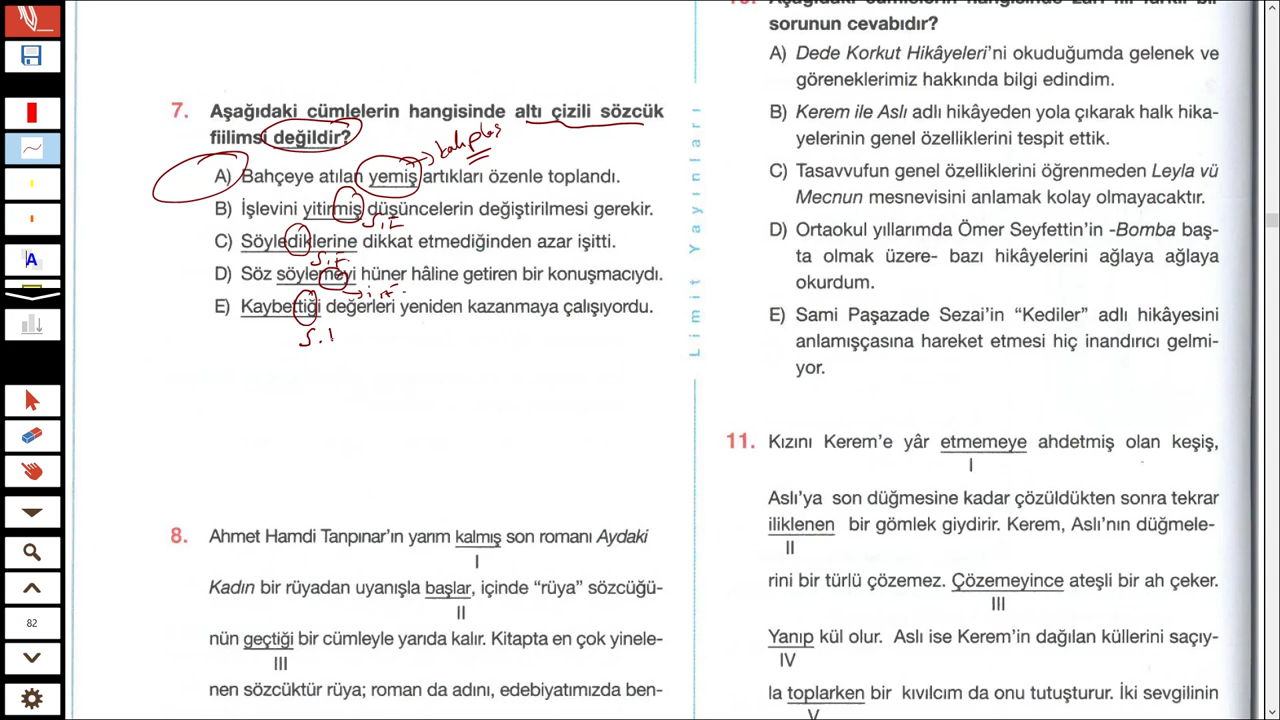 7. Aşağıdaki cümlelerin hangisinde altı çizili sözcük
fiilimsi değildir?
A) Bahçeye atılan yemiş artıkları özenle toplandı.
B) İşlevini yitirmiş düşüncelerin değiştirilmesi gerekir.
S.F
C) Söylediklerine dikkat etmediğinden azar işitti.
S.F.
D) Söz söylemeyi hüner hâline getiren bir konuşmacıydı.
i.F.
E) Kaybettiği değerleri yeniden kazanmaya çalışıyordu.
8. Ahmet Hamdi Tanpınar'ın yarım kalmış son romanı Aydaki
I
Kadın bir rüyadan uyanışla başlar, içinde “rüya” sözcüğü-
II
nün geçtiği bir cümleyle yarıda kalır. Kitapta en çok yinele-
III
nen sözcüktür rüya; roman da adını, edebiyatımızda ben-
Limit Yayınları
sorunun cevabıdır?
A) Dede Korkut Hikâyeleri'ni okuduğumda gelenek ve
göreneklerimiz hakkında bilgi edindim.
B) Kerem ile Aslı adlı hikâyeden yola çıkarak halk hika-
yelerinin genel özelliklerini tespit ettik.
C) Tasavvufun genel özelliklerini öğrenmeden Leyla vü
Mecnun mesnevisini anlamak kolay olmayacaktır.
D) Ortaokul yıllarımda Ömer Seyfettin'in -Bomba baş-
ta olmak üzere- bazı hikâyelerini ağlaya ağlaya
okurdum.
E) Sami Paşazade Sezai'in “Kediler” adlı hikâyesini
anlamışçasına hareket etmesi hiç inandırıcı gelmi-
yor.
11. Kızını Kerem'e yâr etmemeye ahdetmiş olan keşiş,
I
Aslı'ya son düğmesine kadar çözüldükten sonra tekrar
iliklenen bir gömlek giydirir. Kerem, Aslı'nın düğmele-
II
rini bir türlü çözemez. Çözemeyince ateşli bir ah çeker.
III
Yanıp kül olur. Aslı ise Kerem'in dağılan küllerini saçıy-
IV
la toplarken bir kıvılcım da onu tutuşturur. İki sevgilinin
V
A
82